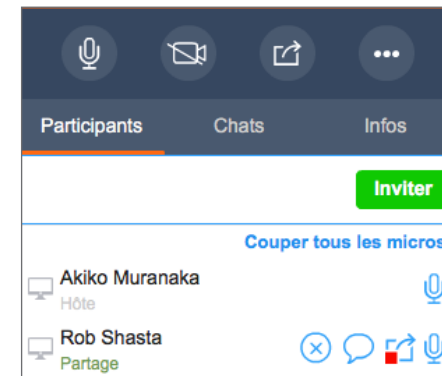 Participants Chats Infos
Inviter
Couper tous les micros
Akiko Muranaka
Hôte
Rob Shasta
Partage